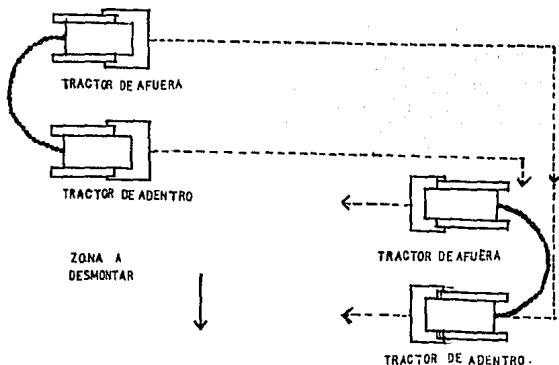 TRACTOR DE AFUERA
TRACTOR DE ADENTRO
ZONA A
DESMONTAR
TRACTOR DE AFUERA
TRACTOR DE ADENTRO.